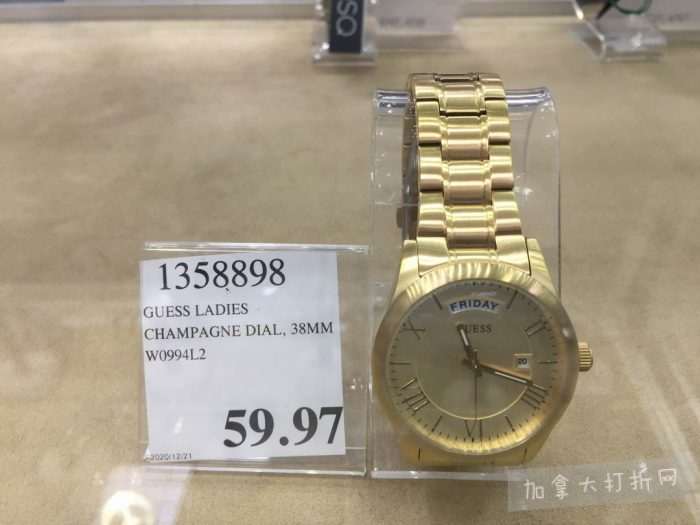 SQ
1358898
GUESS LADIES
CHAMPAGNE DIAL, 38MM
W0994L2
59.97
2020/12/21
FRIDAY
GUESS
20
加拿大打折网